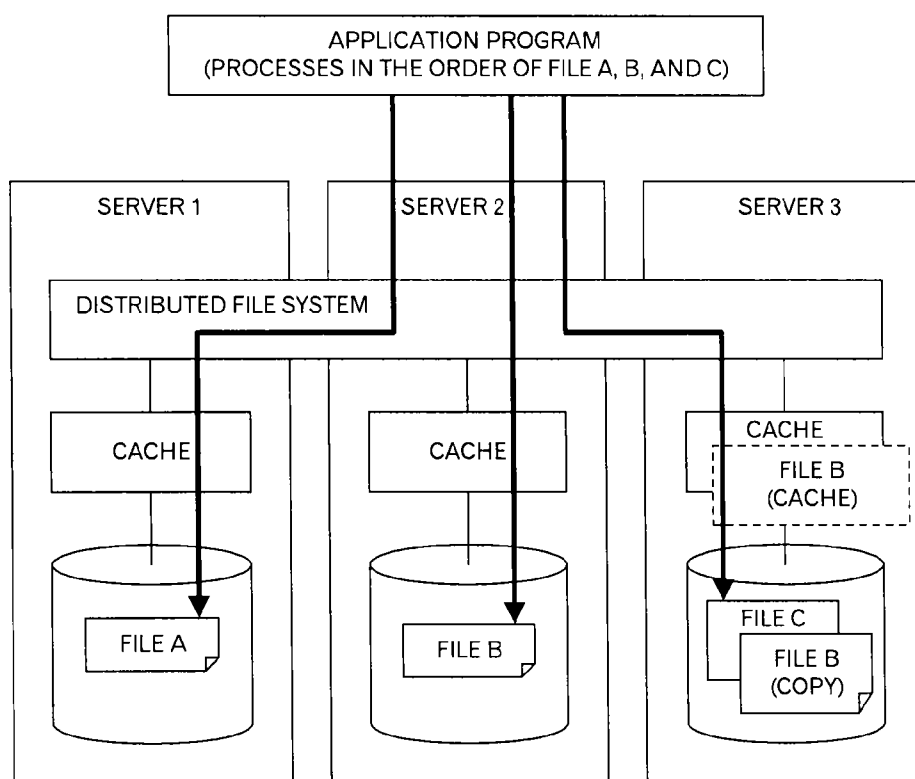 APPLICATION PROGRAM
(PROCESSES IN THE ORDER OF FILE A, B, AND C)
SERVER 1
SERVER 2
SERVER 3
DISTRIBUTED FILE SYSTEM
CACHE
CACHE
CACHE
FILE B
(CACHE)
FILE A
FILE B
FILE C
FILE B
(COPY)